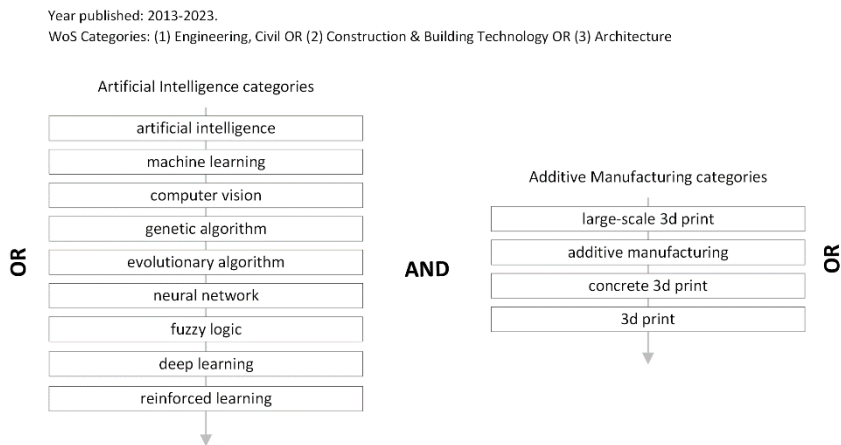 Year published: 2013-2023.
WoS Categories: (1) Engineering, Civil OR (2) Construction & Building Technology OR (3) Architecture
Artificial Intelligence categories
artificial intelligence
machine learning
computer vision
genetic algorithm
evolutionary algorithm
neural network
fuzzy logic
deep learning
reinforced learning
OR
AND
Additive Manufacturing categories
large-scale 3d print
additive manufacturing
concrete 3d print
3d print
OR